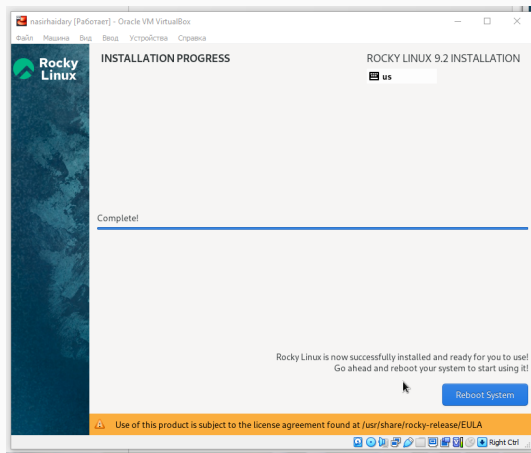 nasirhaidary [Работает] - Oracle VM VirtualBox
Файл Машина Вид Ввод Устройства Справка
Rocky
Linux
INSTALLATION PROGRESS
ROCKY LINUX 9.2 INSTALLATION
us
Complete!
Rocky Linux is now successfully installed and ready for you to use!
Go ahead and reboot your system to start using it!
Reboot System
Use of this product is subject to the license agreement found at /usr/share/rocky-release/EULA
Right Ctrl